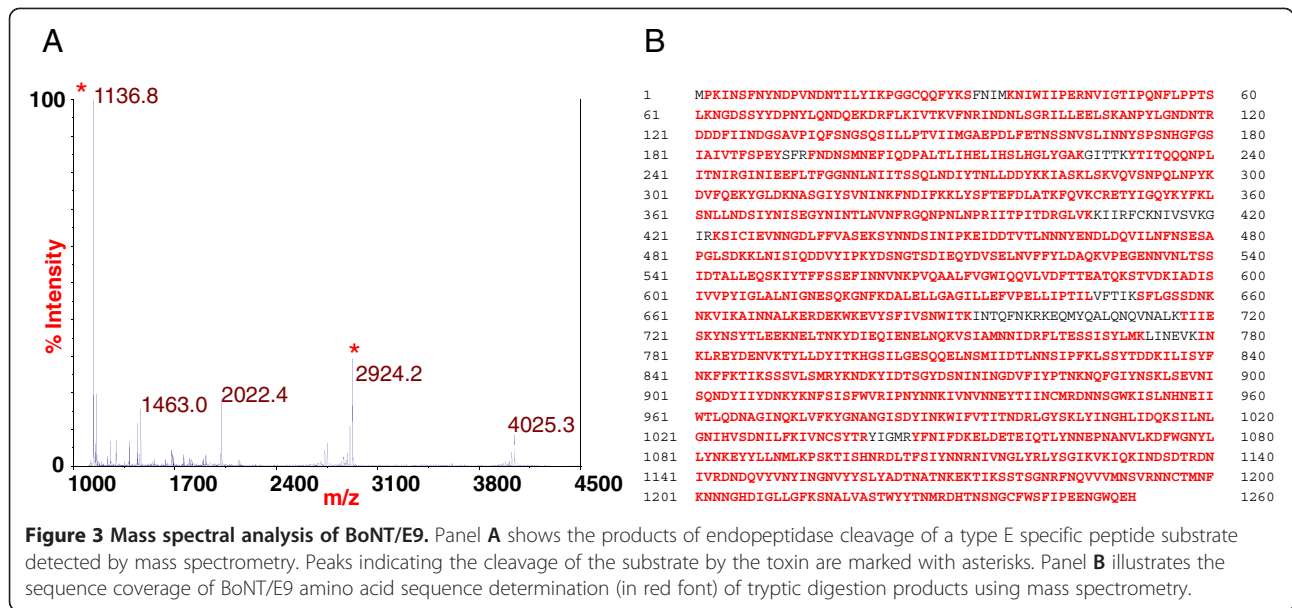 A
B
* 1136.8
100
% Intensity
0
1463.0
2022.4
*
2924.2
4025.3
1000 1700 2400 3100 3800 4500
m/z
1 MPKINSFNYNDPVNDNTILYIKPGGCQQFYKSFNIMKNIWIIPERNVIGTIPQNFLPPTS 60
61 LKNGDSSYYDPNYLQNDQEKDRFLKIVTKVFNRINDNLSGRILLEELSKANPYLGNDNTR 120
121 DDDFIINDGSAVPIQFSNGSQSILLPTVIIMGAEPDLFETNSSNVSLINNYSPSNHGFGS 180
181 IAIVTFSPEYSFRFNDNSMNEFIQDPALTLIHELIHSLHGLYGAKGITTKYTITQQQNPL 240
241 ITNIRGINIEEFLTFGGNNLNIITSSQLNDIYTNLLDDYKKIASKLSKVQVSNPQLNPYK 300
301 DVFQEKYGLDKNASGIYSVNINKFNDIFKKLYSFTEFDLATKFQVKCRETYIGQYKYFKL 360
361 SNLLNDSIYNISEGYNINTLNVNFRGQNPNLNPRIITPITDRGLVKKIIRFCKNIVSVKG 420
421 IRKSICIEVNNGDLFFVASEKSYNNDSINIPKEIDDTVTLNNNYENDLDQVILNFNSESA 480
481 PGLSDKKLNISIQDDVYIPKYDSNGTSDIEQYDVSELNVFFYLDAQKVPEGENNVNLTSS 540
541 IDTALLEQSKIYTFFSSEFINNVNKPVQAALFVGWIQQVLVDFTTEATQKSTVDKIADIS 600
601 IVVPYIGLALNIGNESQKGNFKDALELLGAGILLEFVPELLIPTILVFTIKSFLGSSDNK 660
661 NKVIKAINNALKERDEKWKEVYSFIVSNWITKINTQFNKRKEQMYQALQNQVNALKTIIE 720
721 SKYNSYTLEEKNELTNKYDIEQIENELNQKVSIAMNNIDRFLTESSISYLMKLINEVKIN 780
781 KLREYDENVKTYLLDYITKHGSILGESQQELNSMIIDTLNNSIPFKLSSYTDDKILISYF 840
841 NKFFKTIKSSSVLSMRYKNDKYIDTSGYDSNININGDVFIYPTNKNQFGIYNSKLSEVNI 900
901 SQNDYIIYDNKYKNFSISFWVRIPNYNNKIVNVNNEYTIINCMRDNNSGWKISLNHNEII 960
961 WTLQDNAGINQKLVFKYGNANGISDYINKWIFVTITNDRLGYSKLYINGHLIDQKSILNL 1020
1021 GNIHVSDNILFKIVNCSYTRYIGMRYFNIFDKELDETEIQTLYNNEPNANVLKDFWGNYL 1080
1081 LYNKEYYLLNMLKPSKTISHNRDLTFSIYNNRNIVNGLYRLYSGIKVKIQKINDSDTRDN 1140
1141 IVRDNDQVYVNYINGNVYYSLYADTNATNKEKTIKSSTSGNRFNQVVVMNSVRNNCTMNF 1200
1201 KNNNGHDIGLLGFKSNALVASTWYYTNMRDHTNSNGCFWSFIPEENGWQEH 1260
Figure 3 Mass spectral analysis of BoNT/E9. Panel A shows the products of endopeptidase cleavage of a type E specific peptide substrate
detected by mass spectrometry. Peaks indicating the cleavage of the substrate by the toxin are marked with asterisks. Panel B illustrates the
sequence coverage of BoNT/E9 amino acid sequence determination (in red font) of tryptic digestion products using mass spectrometry.